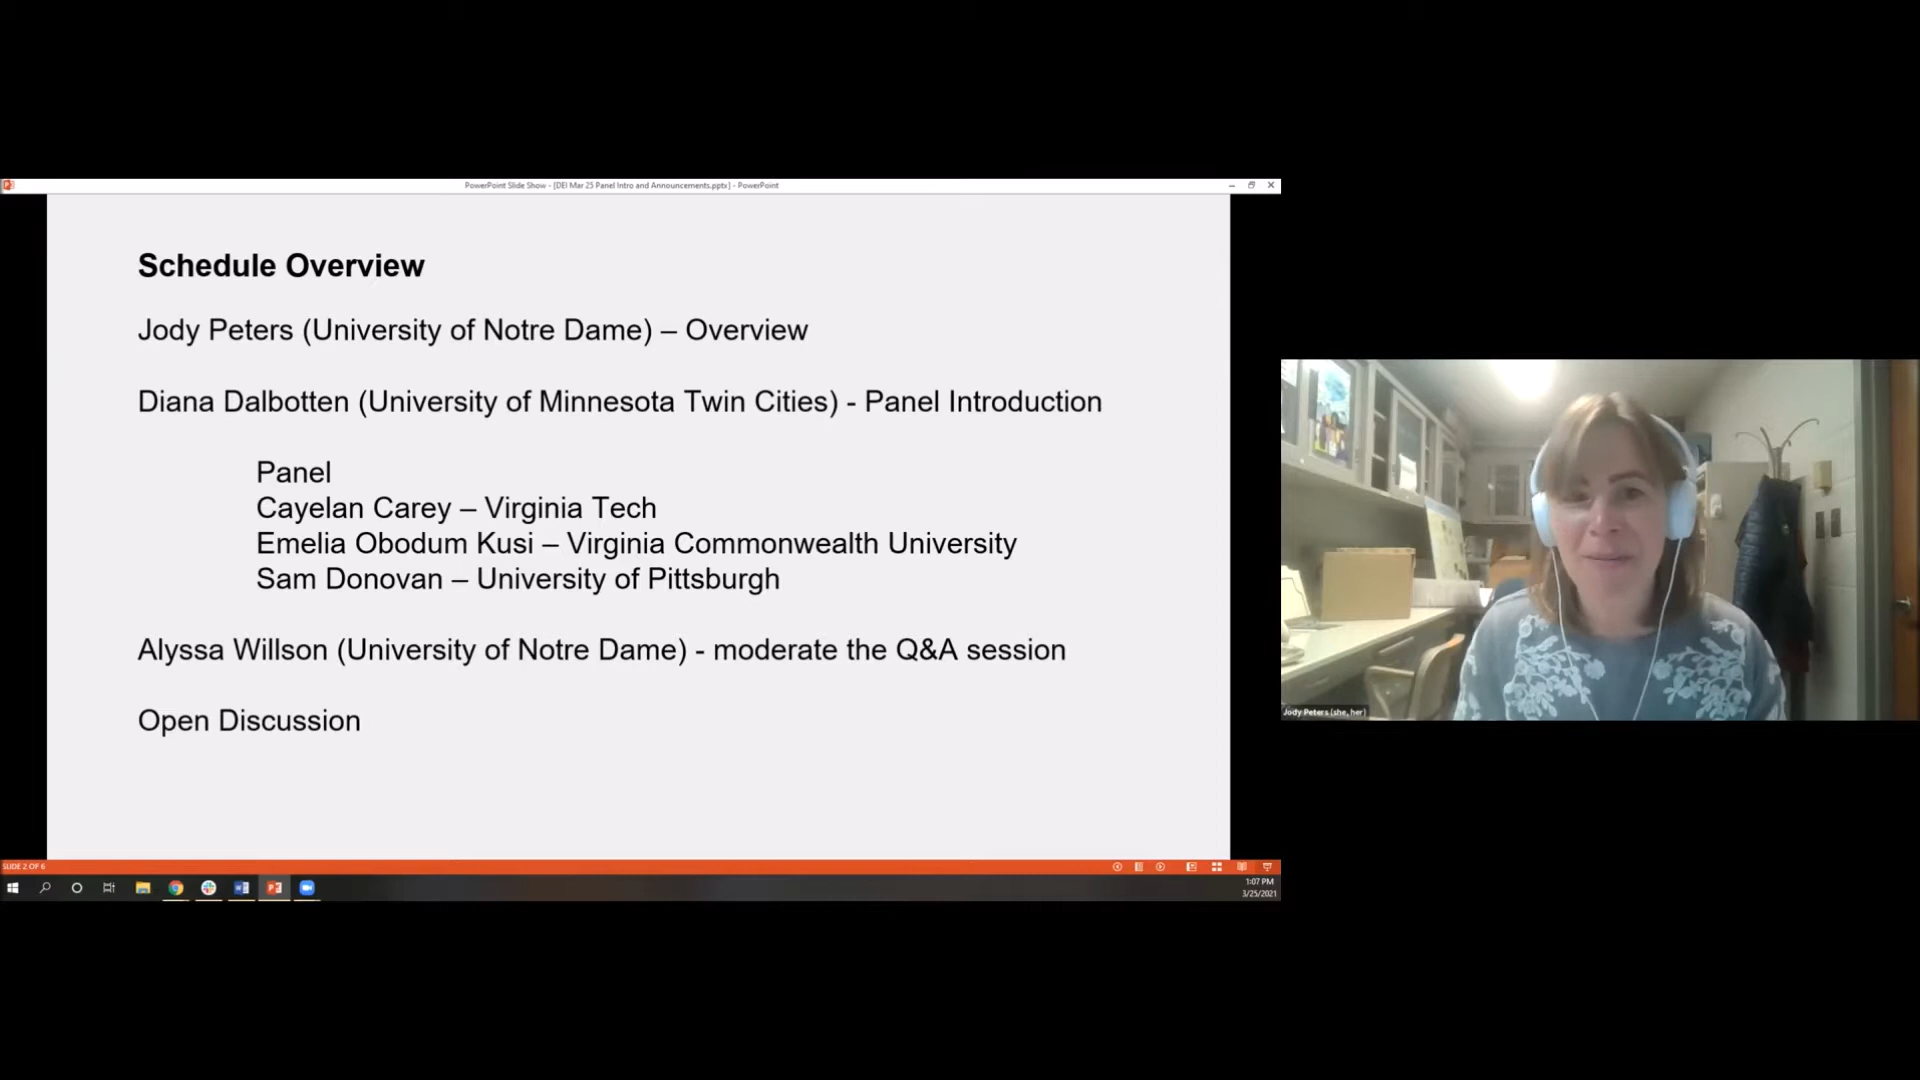 PowerPoint Slide Show - [DEI Mar 25 Panel Intro and Announcements.pptx] - PowerPoint
Schedule Overview
Jody Peters (University of Notre Dame) – Overview
Diana Dalbotten (University of Minnesota Twin Cities) - Panel Introduction
Panel
Cayelan Carey – Virginia Tech
Emelia Obodum Kusi – Virginia Commonwealth University
Sam Donovan – University of Pittsburgh
Alyssa Willson (University of Notre Dame) - moderate the Q&A session
Open Discussion
Jody Peters (she, her)
SLIDE 2 OF 6
1:07 PM
3/25/2021